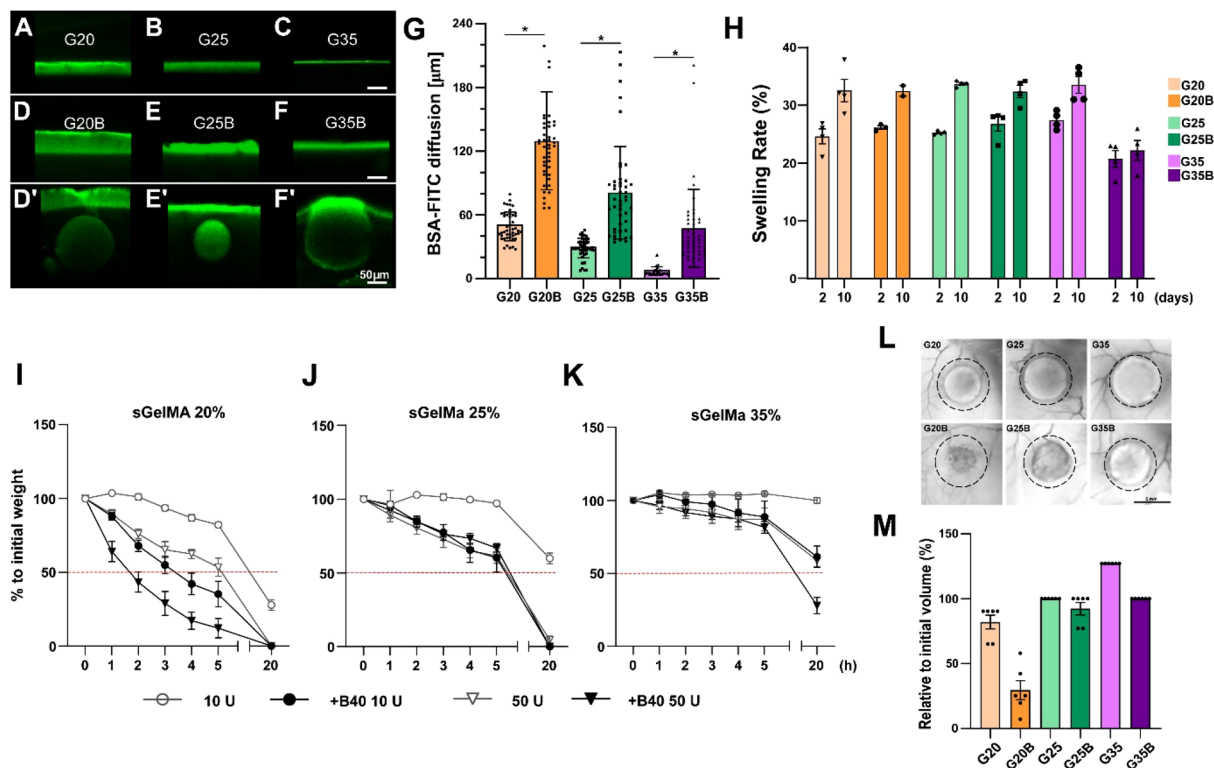 A
G20
B
G25
C
G35
D
G20B
E
G25B
F
G35B
D'
E'
F'
50µm
G
BSA-FITC diffusion [µm]
240
180
120
60
0
*
*
*
G20
G20B
G25
G25B
G35
G35B
H
Swelling Rate (%)
40
30
20
10
0
2 10 2 10 2 10 2 10 2 10 2 10 (days)
G20
G20B
G25
G25B
G35
G35B
I
sGelMA 20%
% to initial weight
150
100
50
0
0 1 2 3 4 5 20
J
sGelMa 25%
150
100
50
0
0 1 2 3 4 5 20
K
sGelMa 35%
150
100
50
0
0 1 2 3 4 5 20 (h)
10 U
+B40 10 U
50 U
+B40 50 U
L
G20
G25
G35
G20B
G25B
G35B
M
Relative to initial volume (%)
150
100
50
0
G20
G20B
G25
G25B
G35
G35B